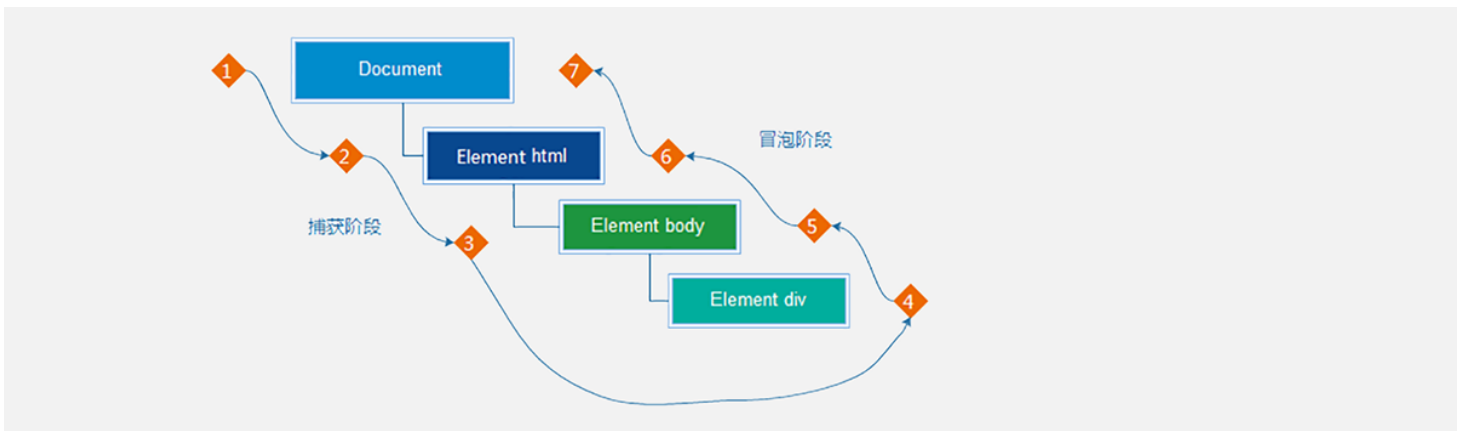 1
Document
7
2
Element html
6
冒泡阶段
捕获阶段
3
Element body
5
Element div
4